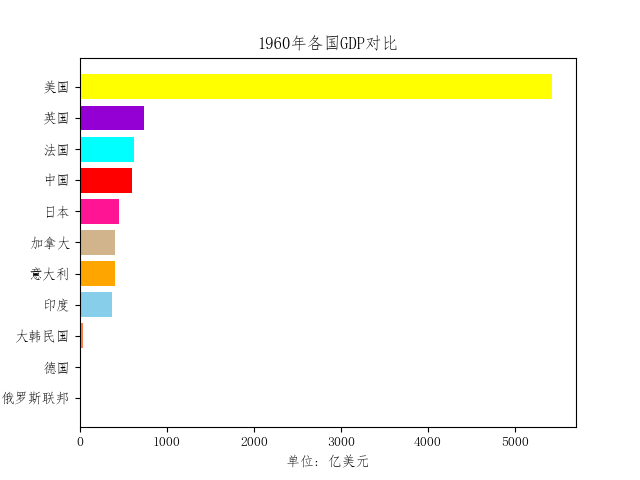 1960年各国GDP对比
美国
英国
法国
中国
日本
加拿大
意大利
印度
大韩民国
德国
俄罗斯联邦
0 1000 2000 3000 4000 5000
单位：亿美元